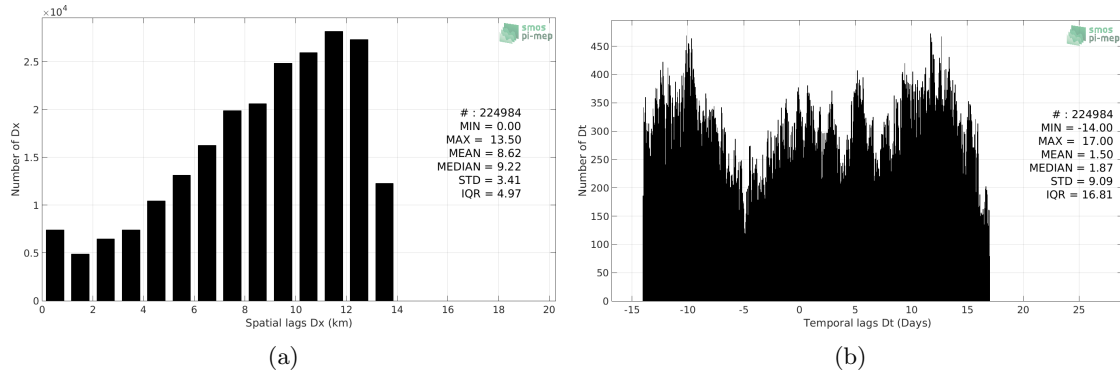 ×10⁴
2.5
2
1.5
1
0.5
0
0 2 4 6 8 10 12 14 16 18 20
Number of Dx
Spatial lags Dx (km)
smos
pi-mep
# : 224984
MIN = 0.00
MAX = 13.50
MEAN = 8.62
MEDIAN = 9.22
STD = 3.41
IQR = 4.97
(a)
450
400
350
300
250
200
150
100
50
0
-15 -10 -5 0 5 10 15 20 25
Number of Dt
Temporal lags Dt (Days)
smos
pi-mep
# : 224984
MIN = -14.00
MAX = 17.00
MEAN = 1.50
MEDIAN = 1.87
STD = 9.09
IQR = 16.81
(b)